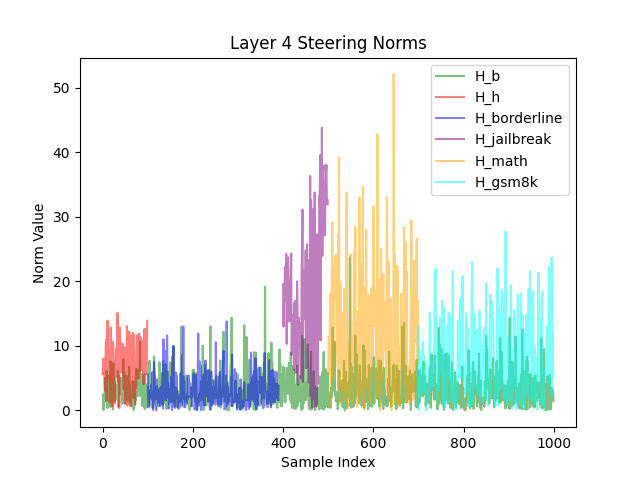 Layer 4 Steering Norms
Norm Value
50
40
30
20
10
0
H_b
H_h
H_borderline
H_jailbreak
H_math
H_gsm8k
0 200 400 600 800 1000
Sample Index